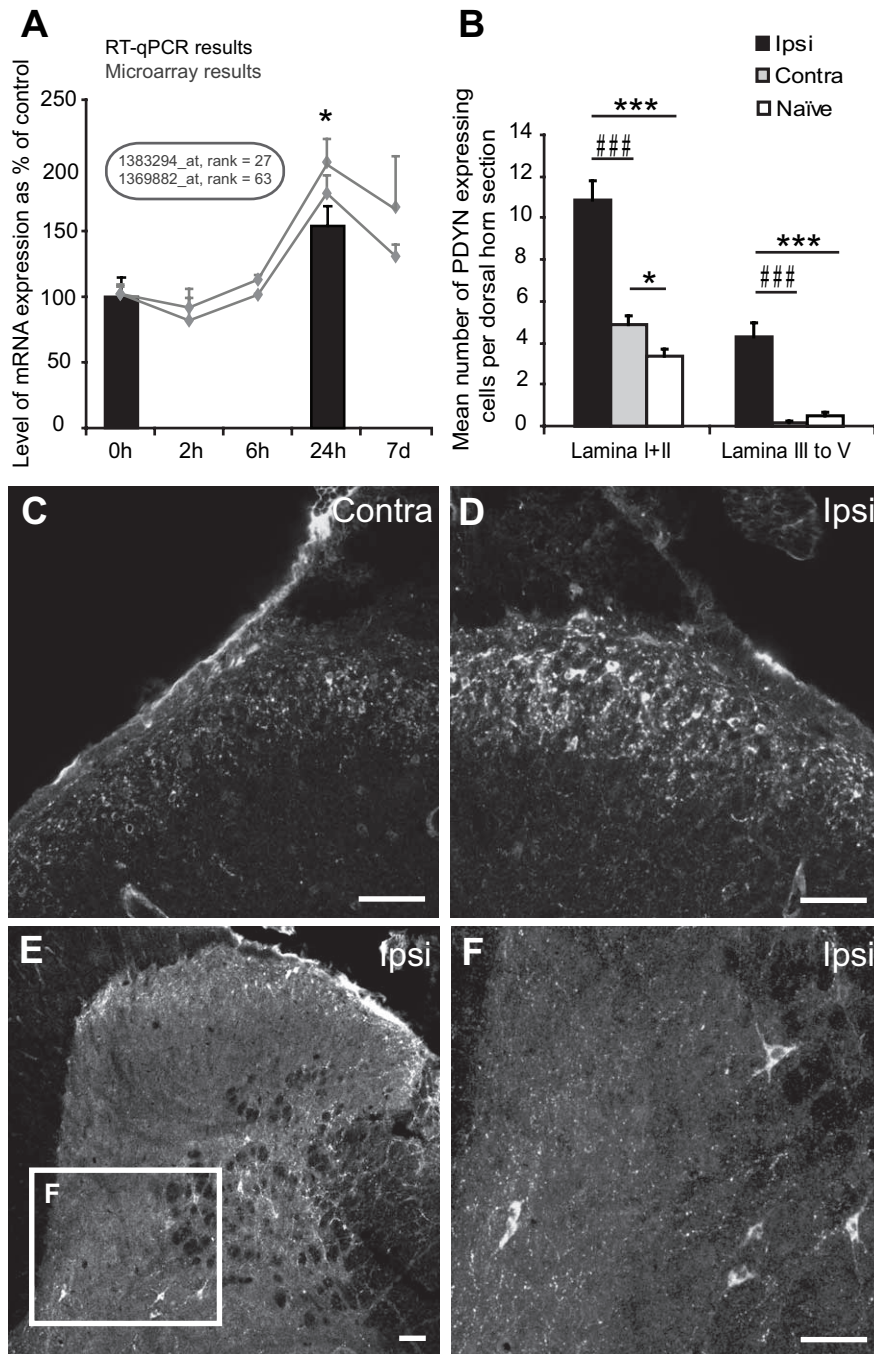 A
RT-qPCR results
Microarray results
Level of mRNA expression as % of control
250
200
150
100
50
0
1383294_at, rank = 27
1369882_at, rank = 63
*
0h
2h
6h
24h
7d
B
Ipsi
Contra
Naïve
Mean number of PDYN expressing
cells per dorsal horn section
14
12
10
8
6
4
2
0
***
###
*
***
###
Lamina I+II
Lamina III to V
C
Contra
D
Ipsi
E
Ipsi
F
F
Ipsi